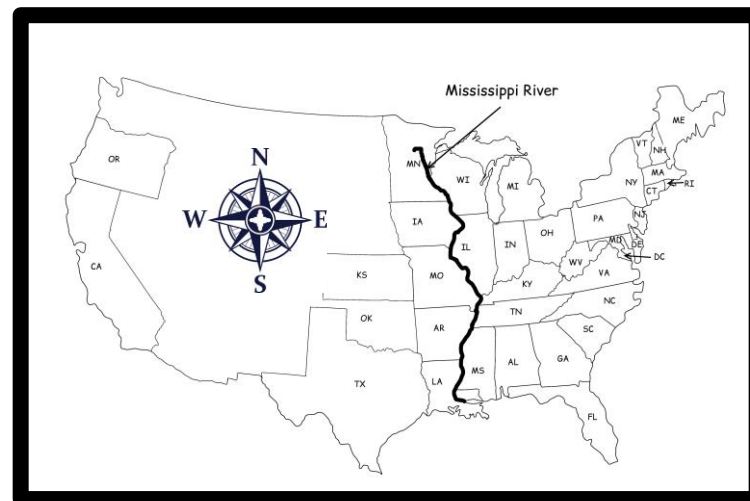 Mississippi River
ME
VT
NH
OR
MN
WI
MI
NY
MA
CT
RI
N
W
E
S
IA
PA
NJ
IL
IN
OH
MD
DE
DC
CA
KS
MO
WV
VA
KY
OK
AR
TN
NC
SC
TX
LA
MS
AL
GA
FL